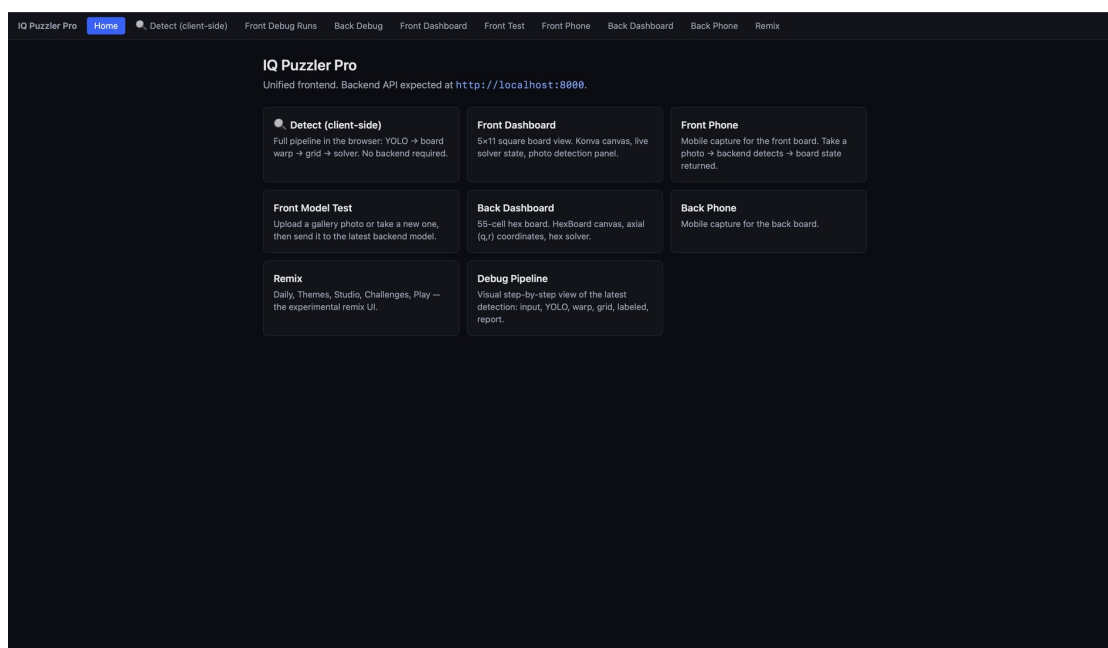 IQ Puzzler Pro Home 🔍 Detect (client-side) Front Debug Runs Back Debug Front Dashboard Front Test Front Phone Back Dashboard Back Phone Remix
IQ Puzzler Pro
Unified frontend. Backend API expected at http://localhost:8000.
🔍 Detect (client-side)
Full pipeline in the browser: YOLO → board
warp → grid → solver. No backend required.
Front Dashboard
5×11 square board view. Konva canvas, live
solver state, photo detection panel.
Front Phone
Mobile capture for the front board. Take a
photo → backend detects → board state
returned.
Front Model Test
Upload a gallery photo or take a new one,
then send it to the latest backend model.
Back Dashboard
55-cell hex board. HexBoard canvas, axial
(q,r) coordinates, hex solver.
Back Phone
Mobile capture for the back board.
Remix
Daily, Themes, Studio, Challenges, Play —
the experimental remix UI.
Debug Pipeline
Visual step-by-step view of the latest
detection: input, YOLO, warp, grid, labeled,
report.